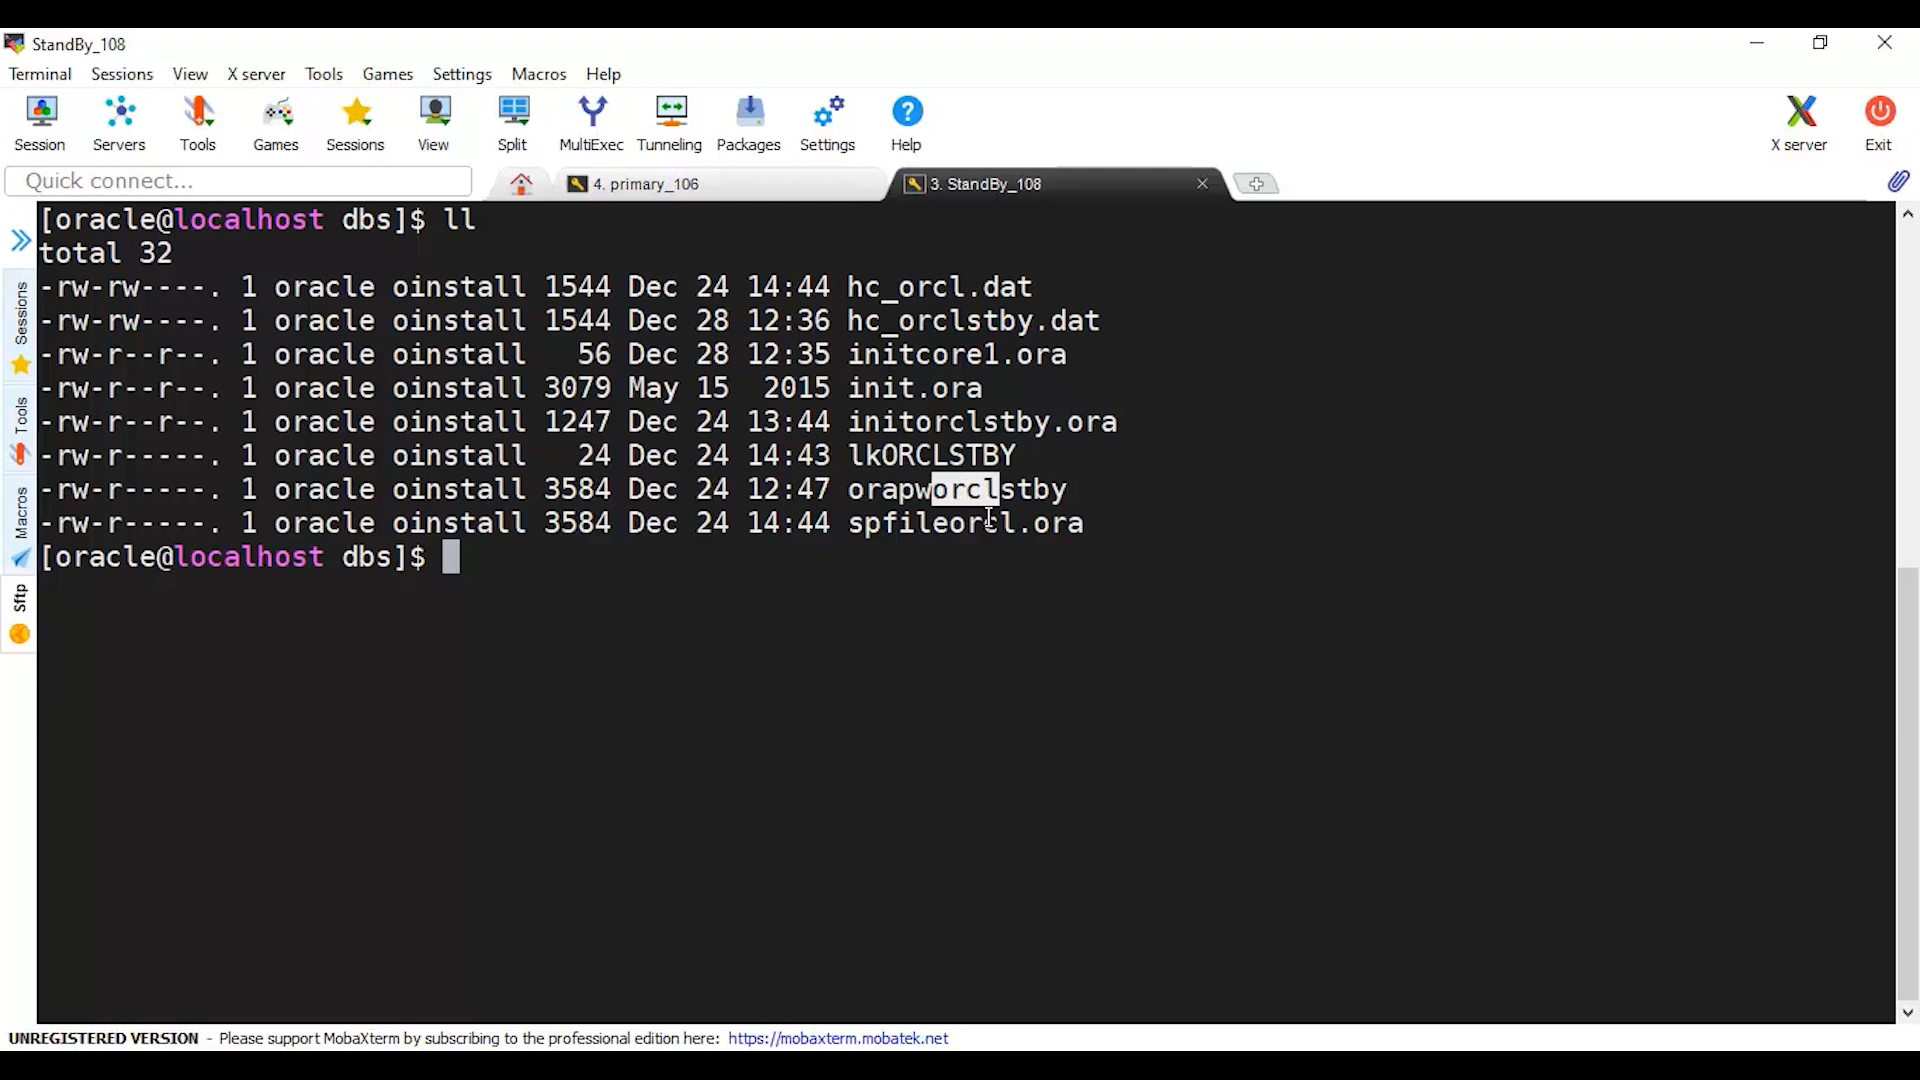 StandBy_108
Terminal Sessions View X server Tools Games Settings Macros Help
Session Servers Tools Games Sessions View Split MultiExec Tunneling Packages Settings Help X server Exit
Quick connect... 4. primary_106 3. StandBy_108
[oracle@localhost dbs]$ ll
total 32
-rw-rw----. 1 oracle oinstall 1544 Dec 24 14:44 hc_orcl.dat
-rw-rw----. 1 oracle oinstall 1544 Dec 28 12:36 hc_orclstby.dat
-rw-r--r--. 1 oracle oinstall   56 Dec 28 12:35 initcore1.ora
-rw-r--r--. 1 oracle oinstall 3079 May 15  2015 init.ora
-rw-r--r--. 1 oracle oinstall 1247 Dec 24 13:44 initorclstby.ora
-rw-r-----. 1 oracle oinstall   24 Dec 24 14:43 lkORCLSTBY
-rw-r-----. 1 oracle oinstall 3584 Dec 24 12:47 orapworclstby
-rw-r-----. 1 oracle oinstall 3584 Dec 24 14:44 spfileorcl.ora
[oracle@localhost dbs]$
Sessions
Tools
Macros
Sftp
UNREGISTERED VERSION - Please support MobaXterm by subscribing to the professional edition here: https://mobaxterm.mobatek.net